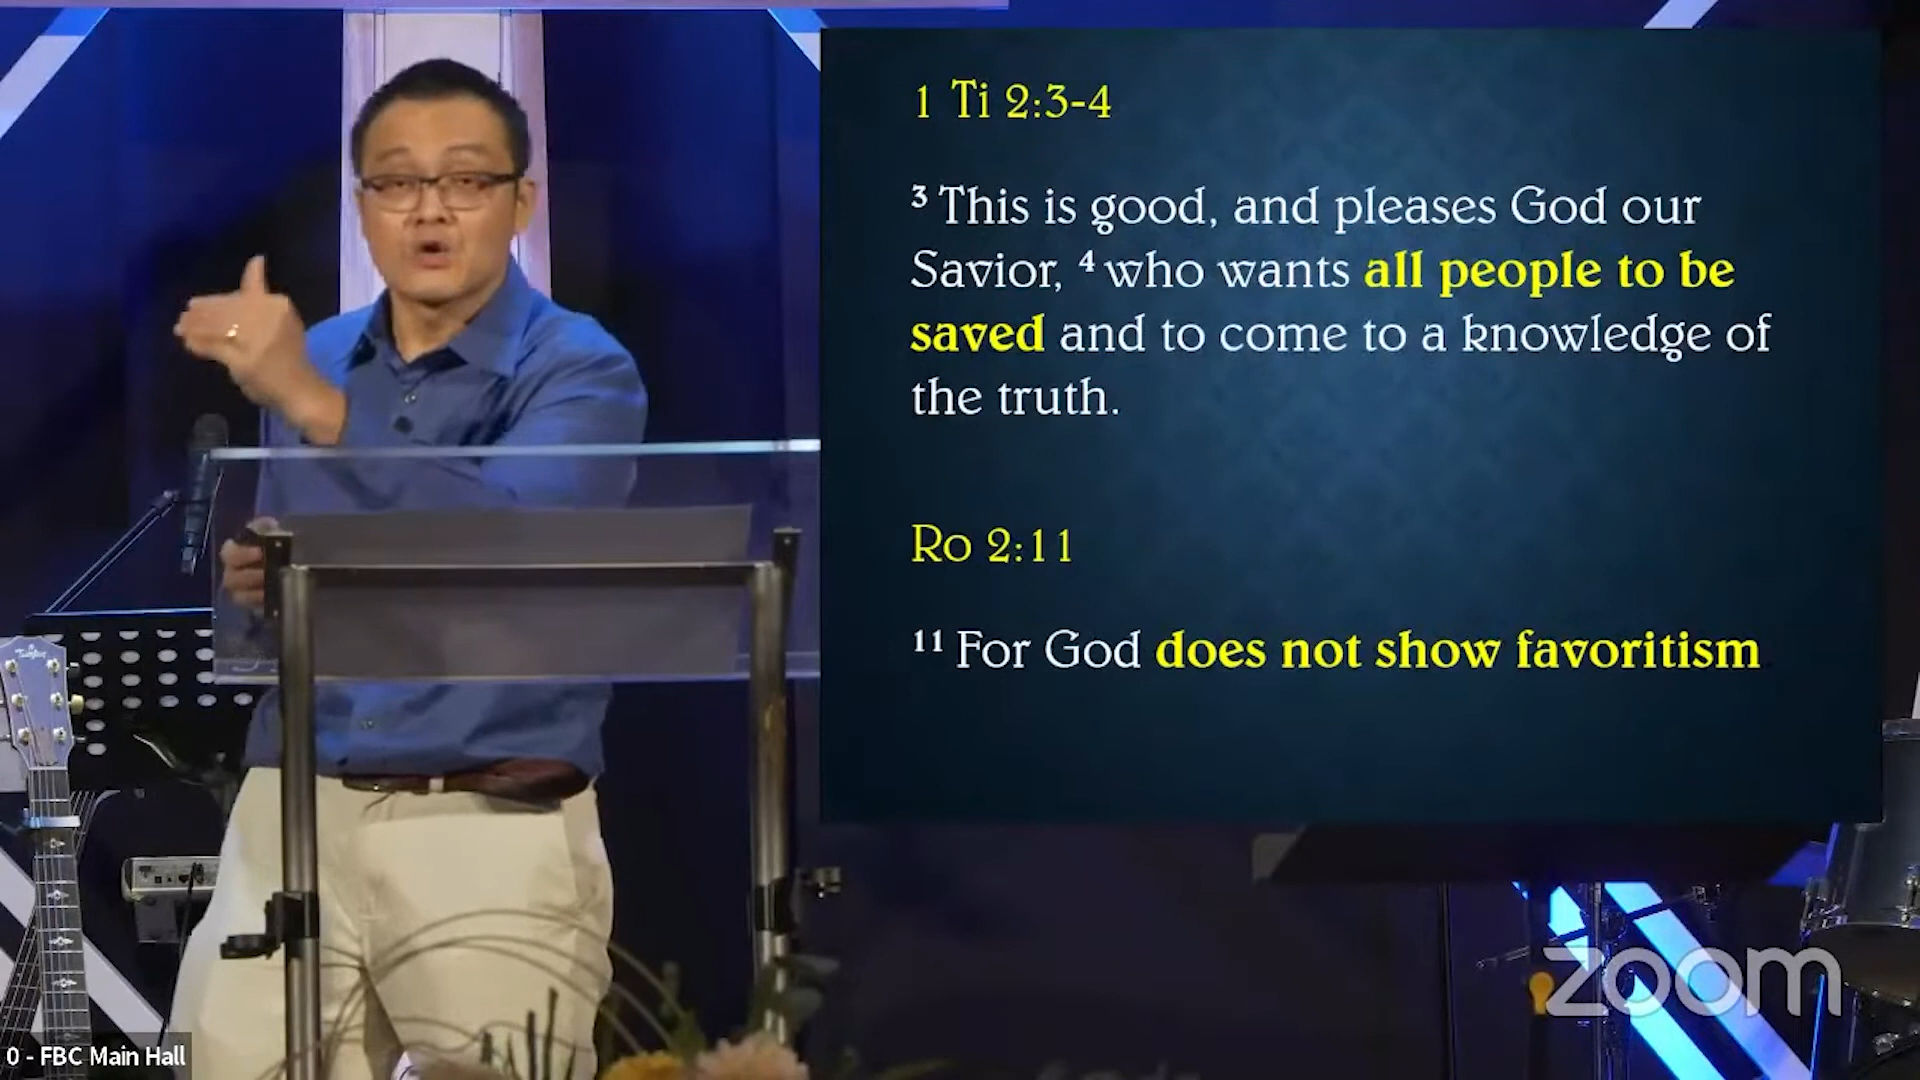 1 Ti 2:3-4
3 This is good, and pleases God our
Savior, 4 who wants all people to be
saved and to come to a knowledge of
the truth.
Ro 2:11
11 For God does not show favoritism
zoom
0 - FBC Main Hall